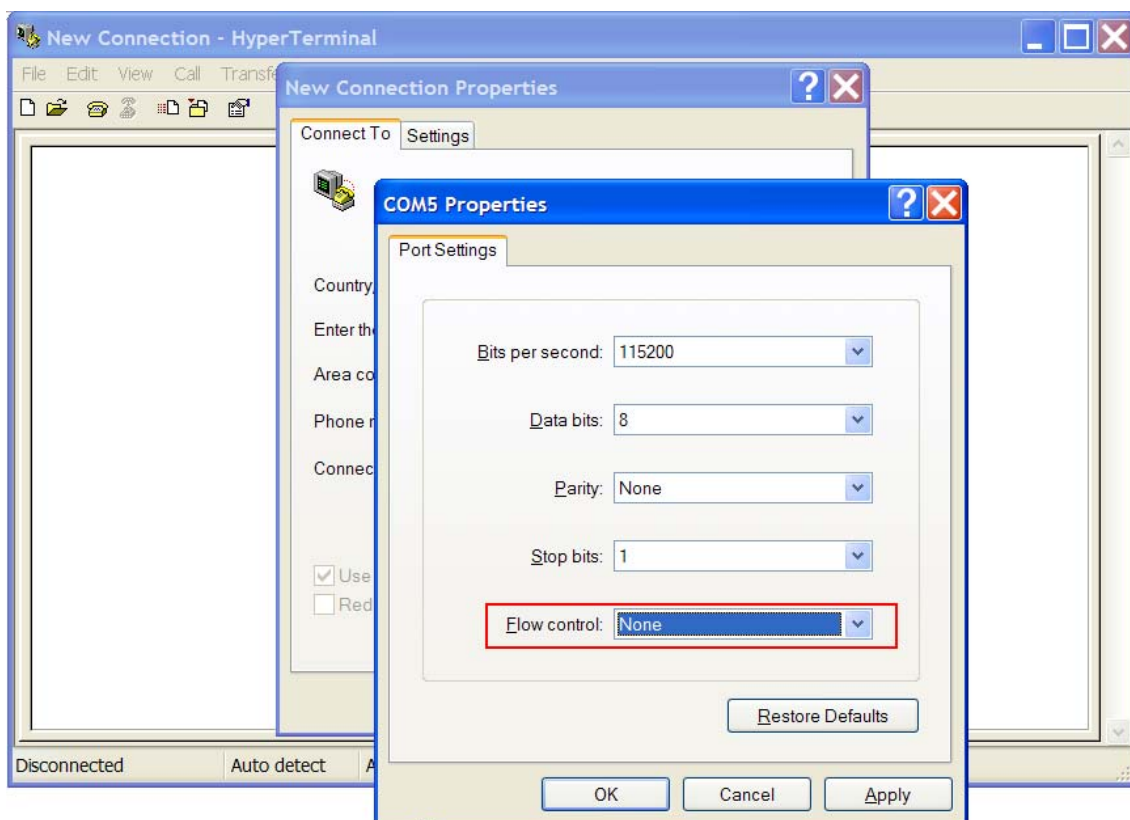 New Connection - HyperTerminal
File Edit View Call Transfe
New Connection Properties
Connect To Settings
COM5 Properties
Port Settings
Country
Enter the
Area co
Phone n
Connec
Use
Red
Bits per second: 115200
Data bits: 8
Parity: None
Stop bits: 1
Flow control: None
Restore Defaults
OK Cancel Apply
Disconnected Auto detect A